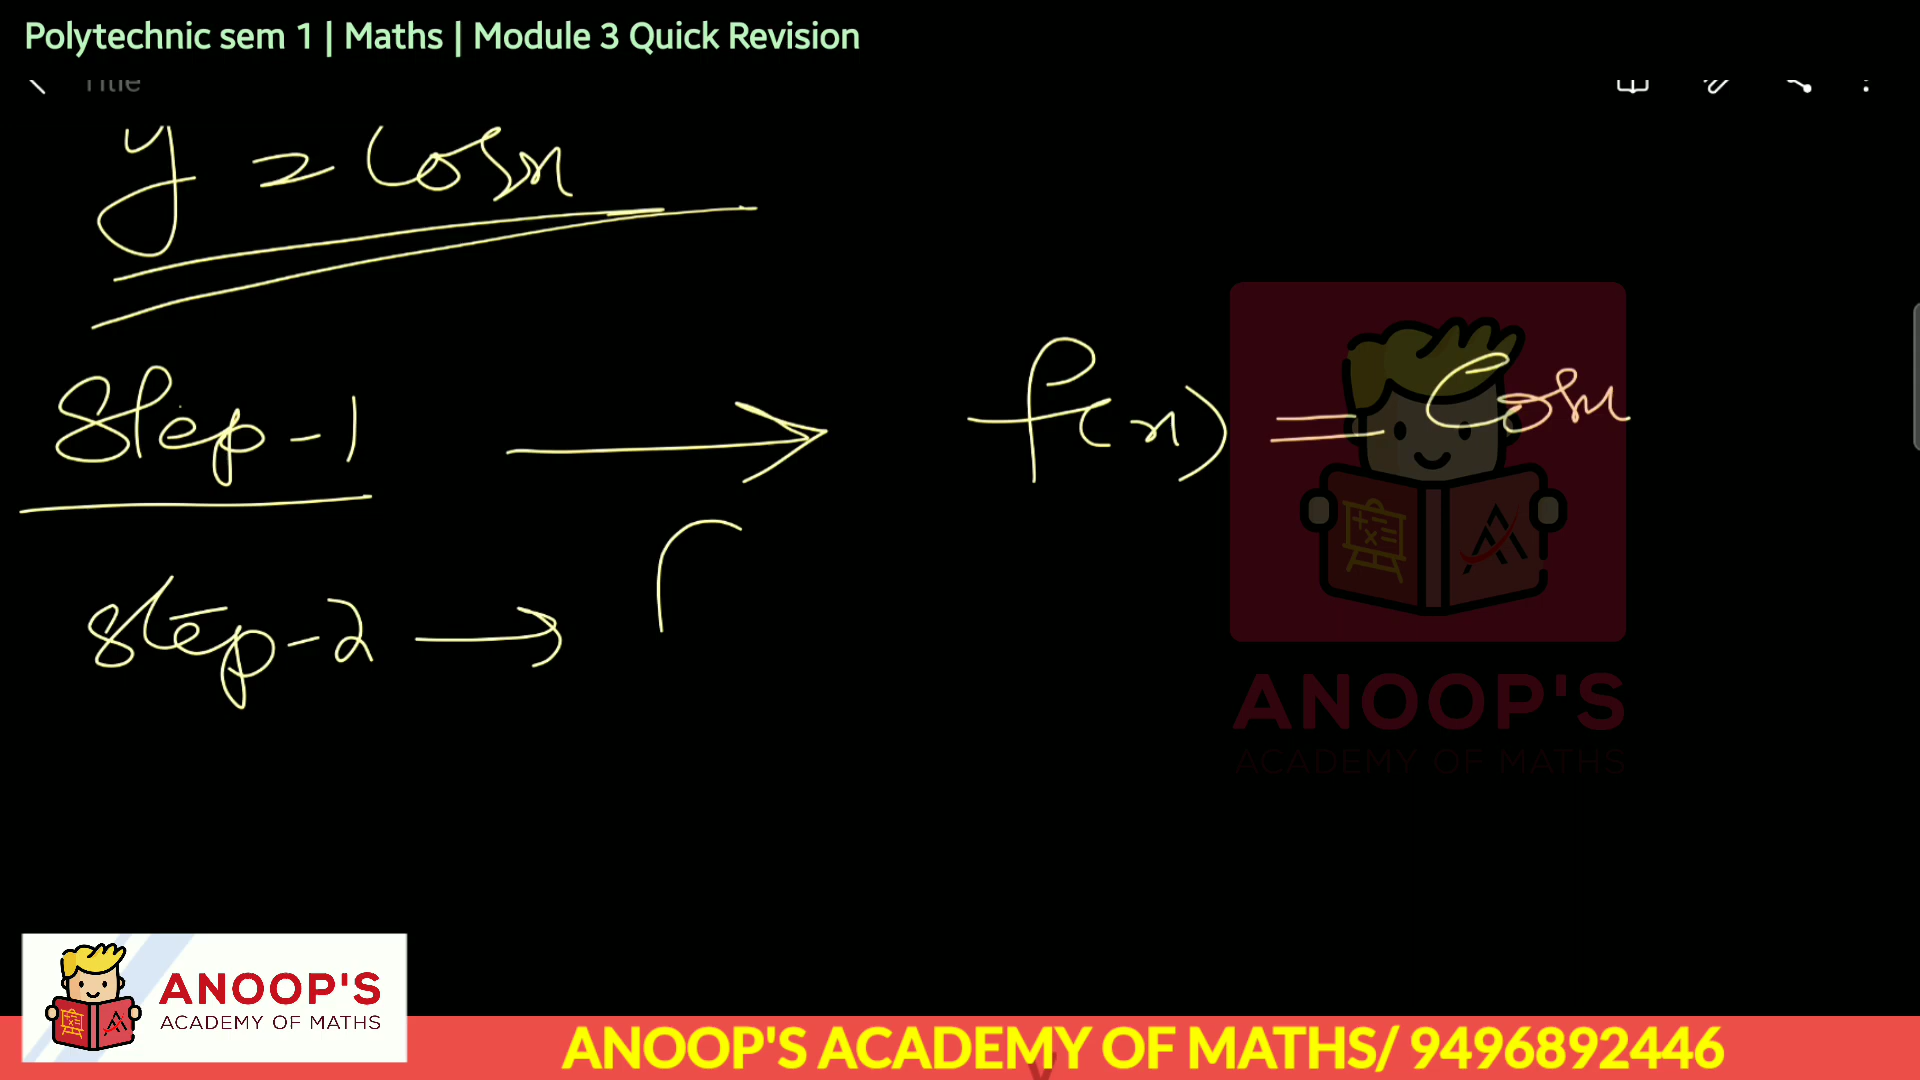 Polytechnic sem 1 | Maths | Module 3 Quick Revision
Title
y = Cosx
Step-1 → f(x) = Cosx
Step-2 →
ANOOP'S
ACADEMY OF MATHS
ANOOP'S
ACADEMY OF MATHS
ANOOP'S ACADEMY OF MATHS/ 9496892446